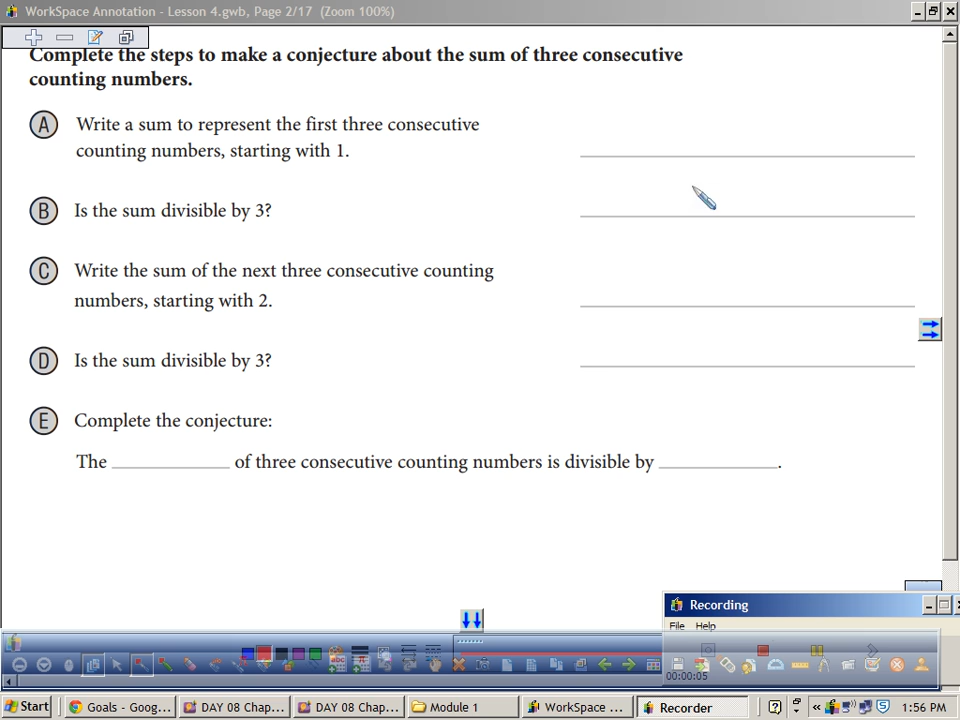 WorkSpace Annotation - Lesson 4.gwb, Page 2/17 (Zoom 100%)
Complete the steps to make a conjecture about the sum of three consecutive
counting numbers.
A Write a sum to represent the first three consecutive
counting numbers, starting with 1.
B Is the sum divisible by 3?
C Write the sum of the next three consecutive counting
numbers, starting with 2.
D Is the sum divisible by 3?
E Complete the conjecture:
The ____________ of three consecutive counting numbers is divisible by ____________.
Recording
File Help
00:00:05
Start Goals - Goog... DAY 08 Chap... DAY 08 Chap... Module 1 WorkSpace ... Recorder 1:56 PM